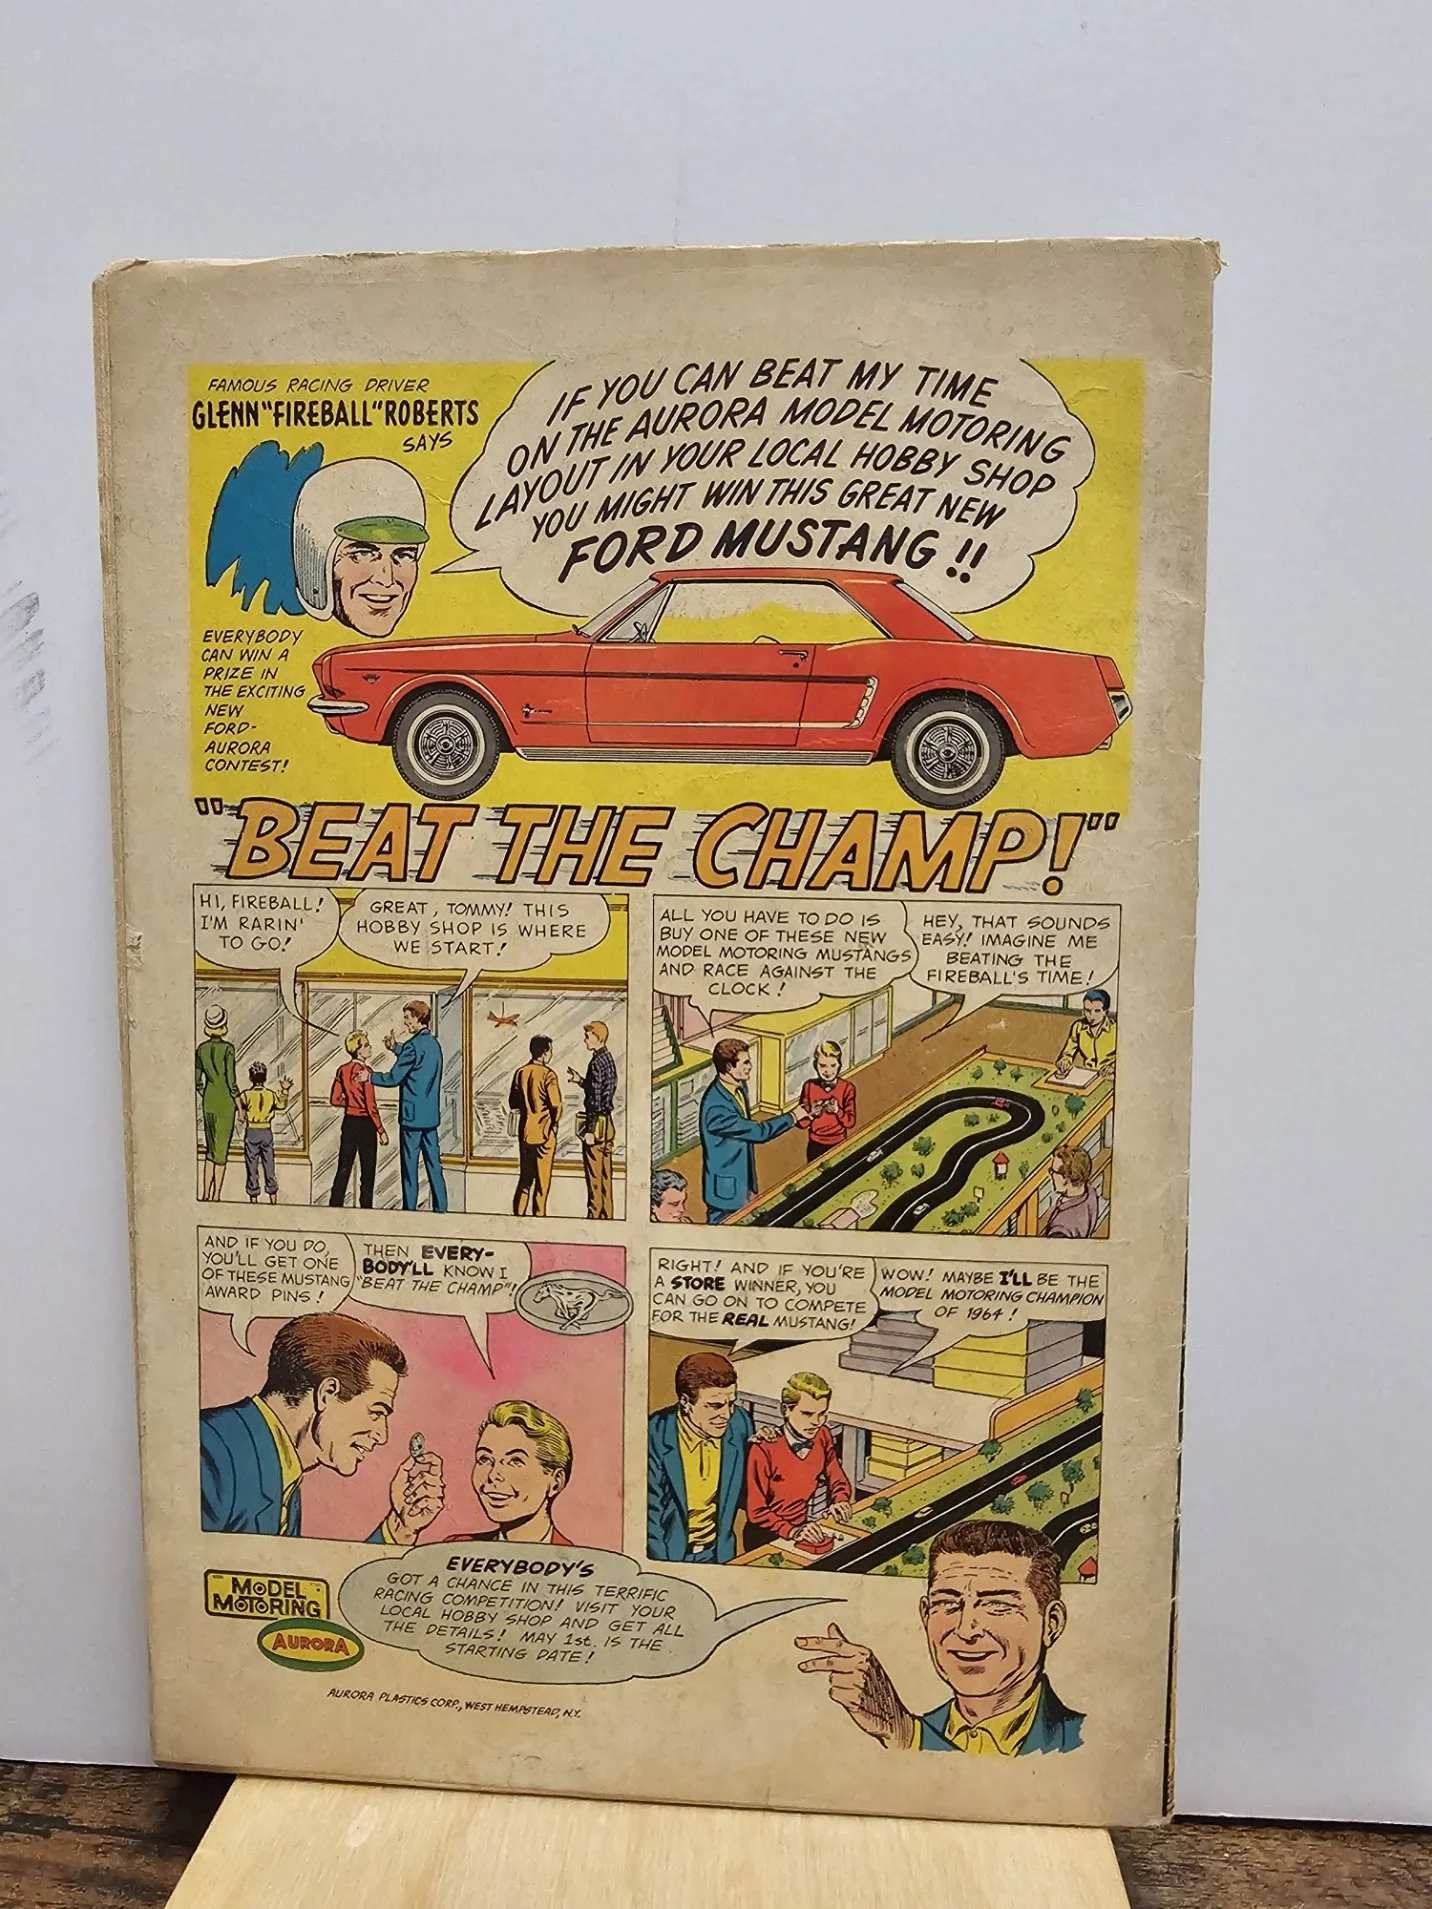 FAMOUS RACING DRIVER
GLENN "FIREBALL" ROBERTS
SAYS
IF YOU CAN BEAT MY TIME
ON THE AURORA MODEL MOTORING
LAYOUT IN YOUR LOCAL HOBBY SHOP
YOU MIGHT WIN THIS GREAT NEW
FORD MUSTANG!!
EVERYBODY
CAN WIN A
PRIZE IN
THE EXCITING
NEW
FORD-
AURORA
CONTEST!
"BEAT THE CHAMP!"
HI, FIREBALL!
I'M RARIN'
TO GO!
GREAT, TOMMY! THIS
HOBBY SHOP IS WHERE
WE START!
ALL YOU HAVE TO DO IS
BUY ONE OF THESE NEW
MODEL MOTORING MUSTANGS
AND RACE AGAINST THE
CLOCK!
HEY, THAT SOUNDS
EASY! IMAGINE ME
BEATING THE
FIREBALL'S TIME!
AND IF YOU DO,
YOU'LL GET ONE
OF THESE MUSTANG
AWARD PINS!
THEN EVERY-
BODY'LL KNOW I
"BEAT THE CHAMP"!
RIGHT! AND IF YOU'RE
A STORE WINNER, YOU
CAN GO ON TO COMPETE
FOR THE REAL MUSTANG!
WOW! MAYBE I'LL BE THE
MODEL MOTORING CHAMPION
OF 1964!
EVERYBODY'S
GOT A CHANCE IN THIS TERRIFIC
RACING COMPETITION! VISIT YOUR
LOCAL HOBBY SHOP AND GET ALL
THE DETAILS! MAY 1st. IS THE
STARTING DATE!
MODEL
MOTORING
AURORA
AURORA PLASTICS CORP., WEST HEMPSTEAD, N.Y.